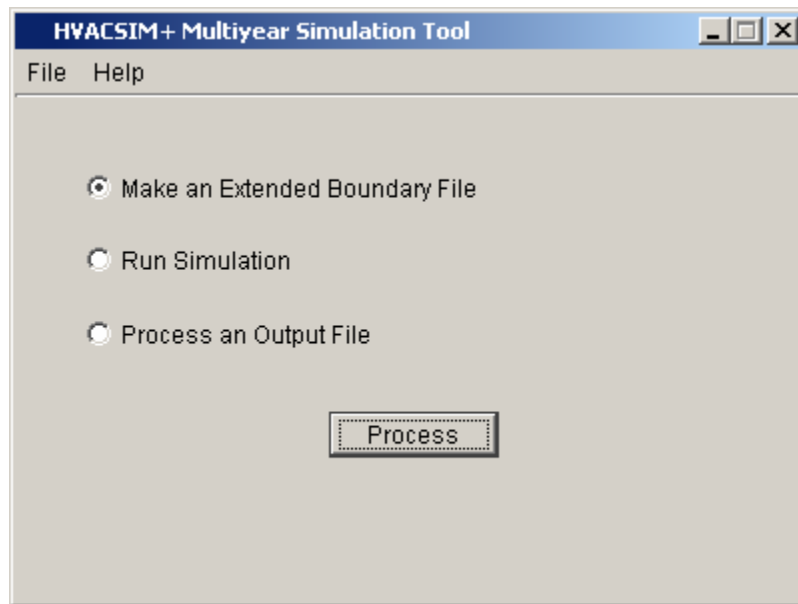 HVACSIM+ Multiyear Simulation Tool
File Help
Make an Extended Boundary File
Run Simulation
Process an Output File
Process